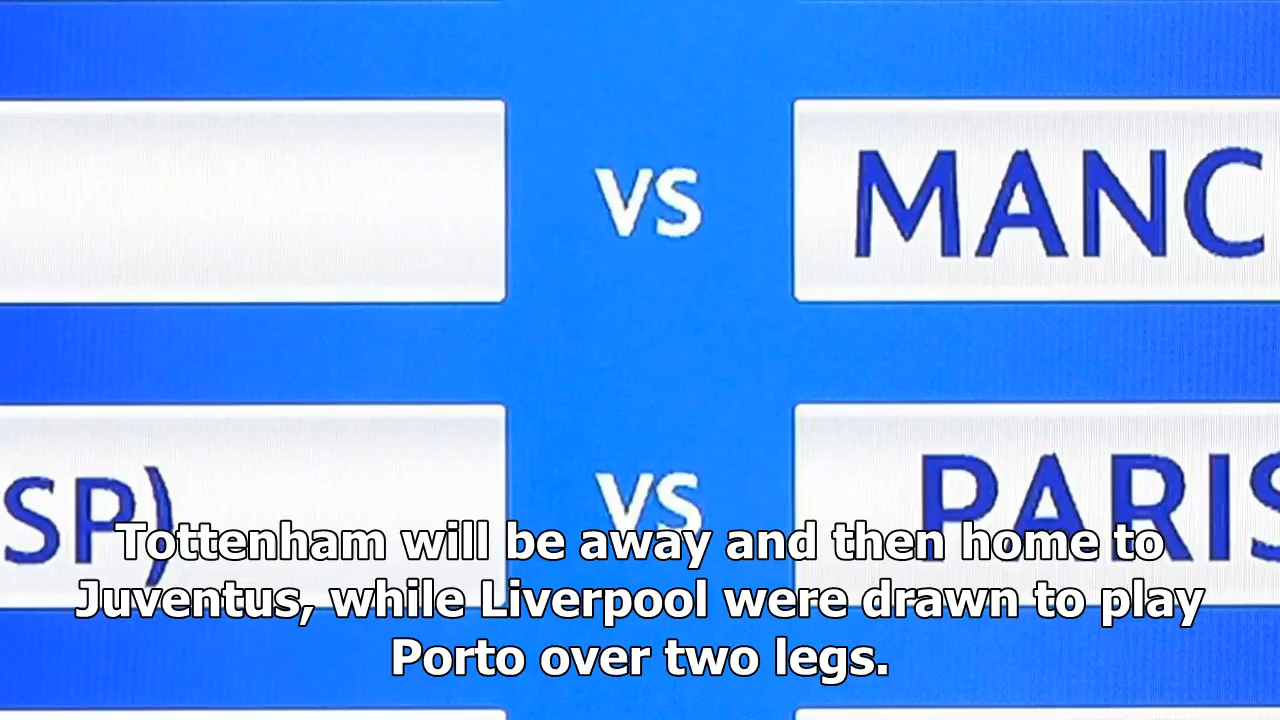 VS MANC
SP) VS PARIS
Tottenham will be away and then home to
Juventus, while Liverpool were drawn to play
Porto over two legs.